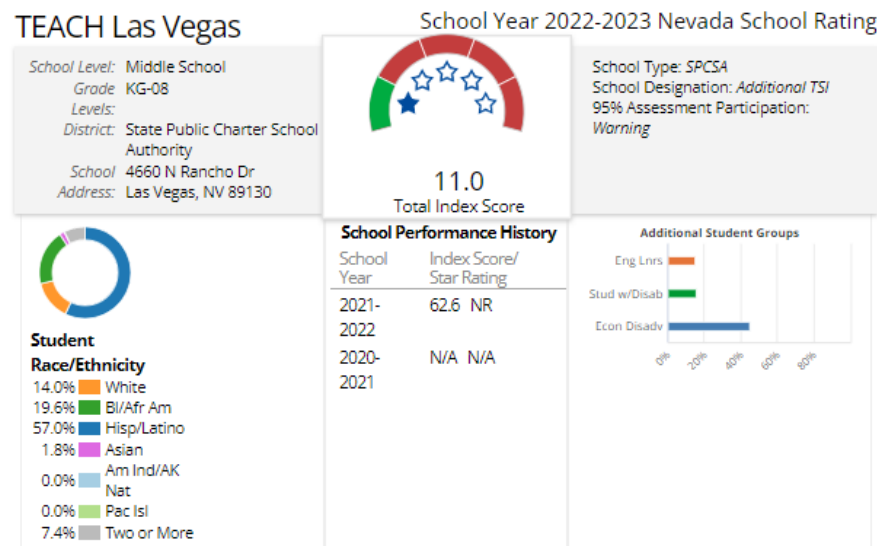 TEACH Las Vegas
School Year 2022-2023 Nevada School Rating
School Level: Middle School
Grade Levels: KG-08
District: State Public Charter School
Authority
School Address: 4660 N Rancho Dr
Las Vegas, NV 89130
11.0
Total Index Score
School Type: SPCSA
School Designation: Additional TSI
95% Assessment Participation:
Warning
Student
Race/Ethnicity
14.0% White
19.6% Bl/Afr Am
57.0% Hisp/Latino
1.8% Asian
0.0% Am Ind/AK
Nat
0.0% Pac Isl
7.4% Two or More
School Performance History
School Year
Index Score/
Star Rating
2021-
2022
62.6 NR
2020-
2021
N/A N/A
Additional Student Groups
Eng Lnrs
Stud w/Disab
Econ Disadv
0% 20% 40% 60% 80%